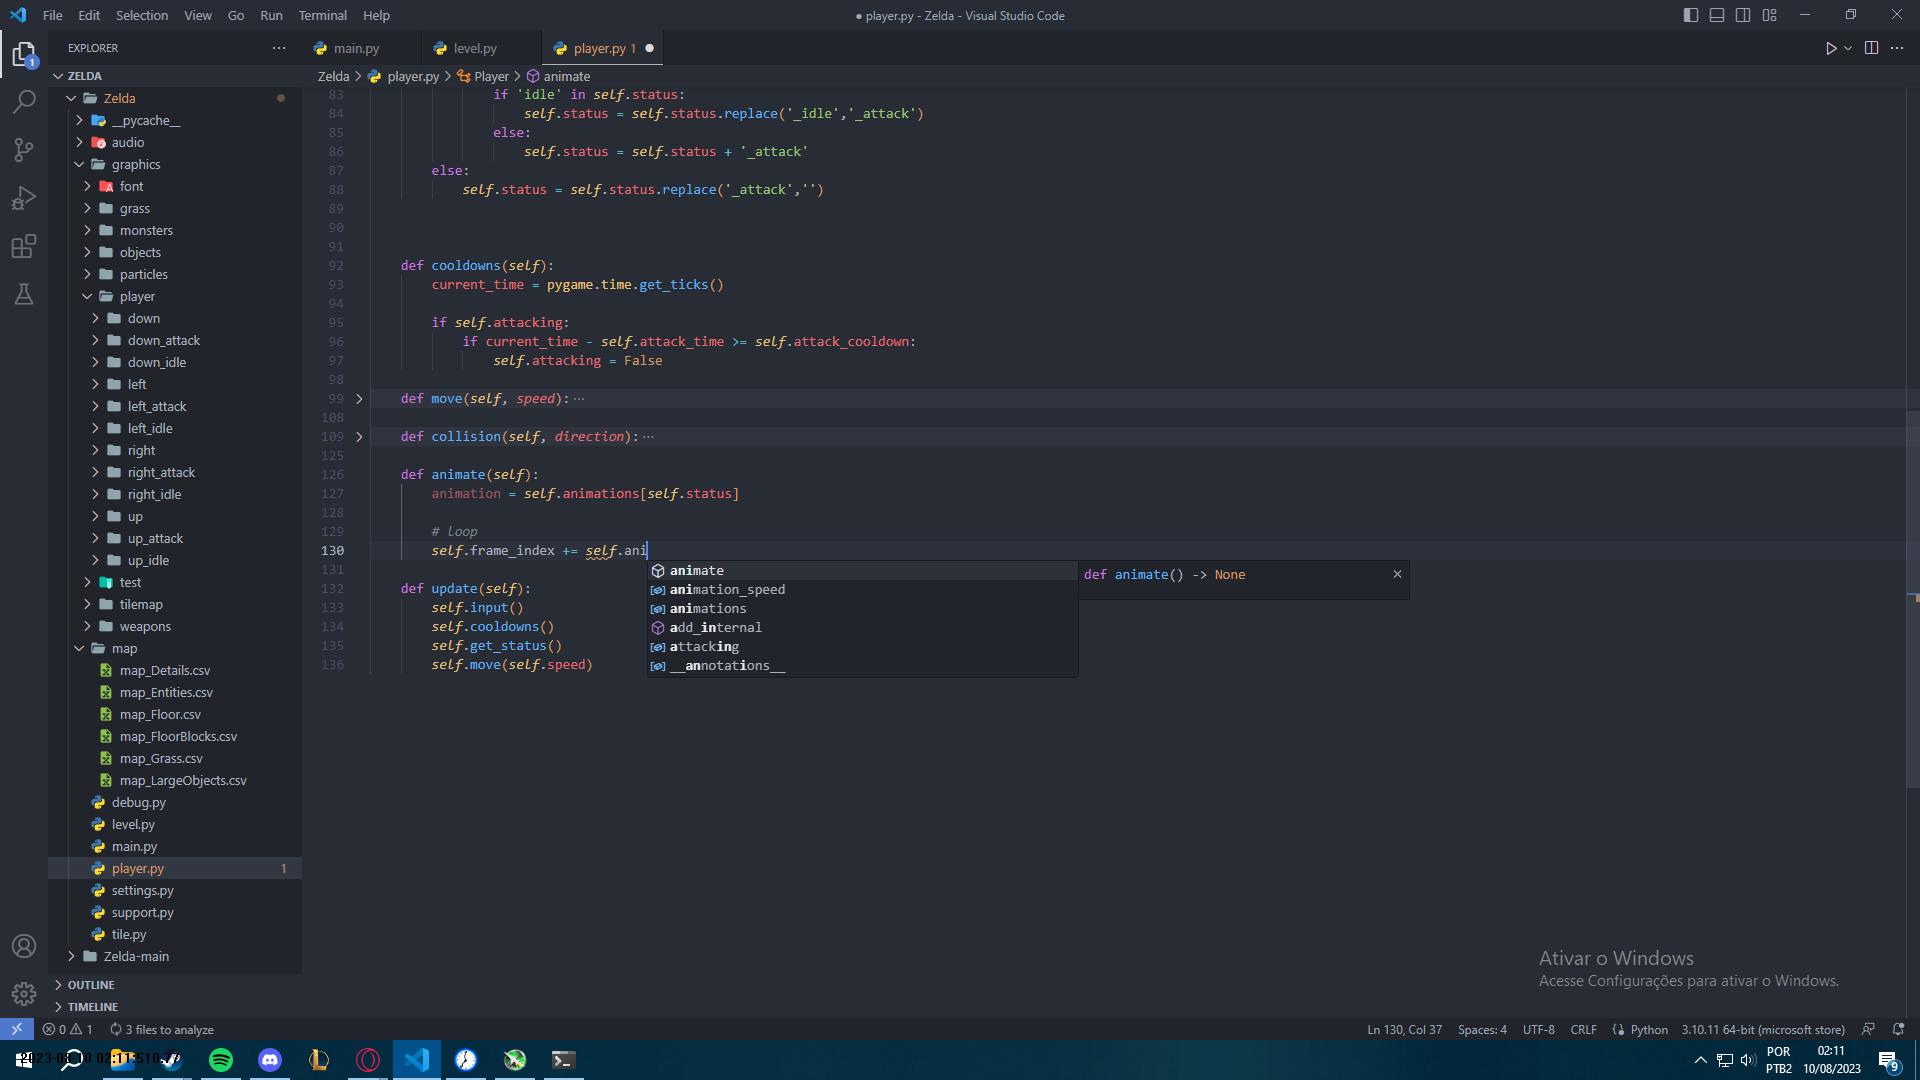 File Edit Selection View Go Run Terminal Help
● player.py - Zelda - Visual Studio Code
EXPLORER
main.py
level.py
player.py 1
1
ZELDA
Zelda > player.py > Player > animate
Zelda
__pycache__
audio
graphics
font
grass
monsters
objects
particles
player
down
down_attack
down_idle
left
left_attack
left_idle
right
right_attack
right_idle
up
up_attack
up_idle
test
tilemap
weapons
map
map_Details.csv
map_Entities.csv
map_Floor.csv
map_FloorBlocks.csv
map_Grass.csv
map_LargeObjects.csv
debug.py
level.py
main.py
player.py 1
settings.py
support.py
tile.py
Zelda-main
OUTLINE
TIMELINE
83 if 'idle' in self.status:
84 self.status = self.status.replace('_idle','_attack')
85 else:
86 self.status = self.status + '_attack'
87 else:
88 self.status = self.status.replace('_attack','')
89
90
91
92 def cooldowns(self):
93 current_time = pygame.time.get_ticks()
94
95 if self.attacking:
96 if current_time - self.attack_time >= self.attack_cooldown:
97 self.attacking = False
98
99 def move(self, speed):···
108
109 def collision(self, direction):···
125
126 def animate(self):
127 animation = self.animations[self.status]
128
129 # loop
130 self.frame_index += self.ani
131
132 def update(self):
133 self.input()
134 self.cooldowns()
135 self.get_status()
136 self.move(self.speed)
animate
animation_speed
animations
add_internal
attacking
__annotations__
def animate() -> None
Ativar o Windows
Acesse Configurações para ativar o Windows.
0 1 3 files to analyze
Ln 130, Col 37 Spaces: 4 UTF-8 CRLF Python 3.10.11 64-bit (microsoft store)
POR
PTB2
02:11
10/08/2023
9